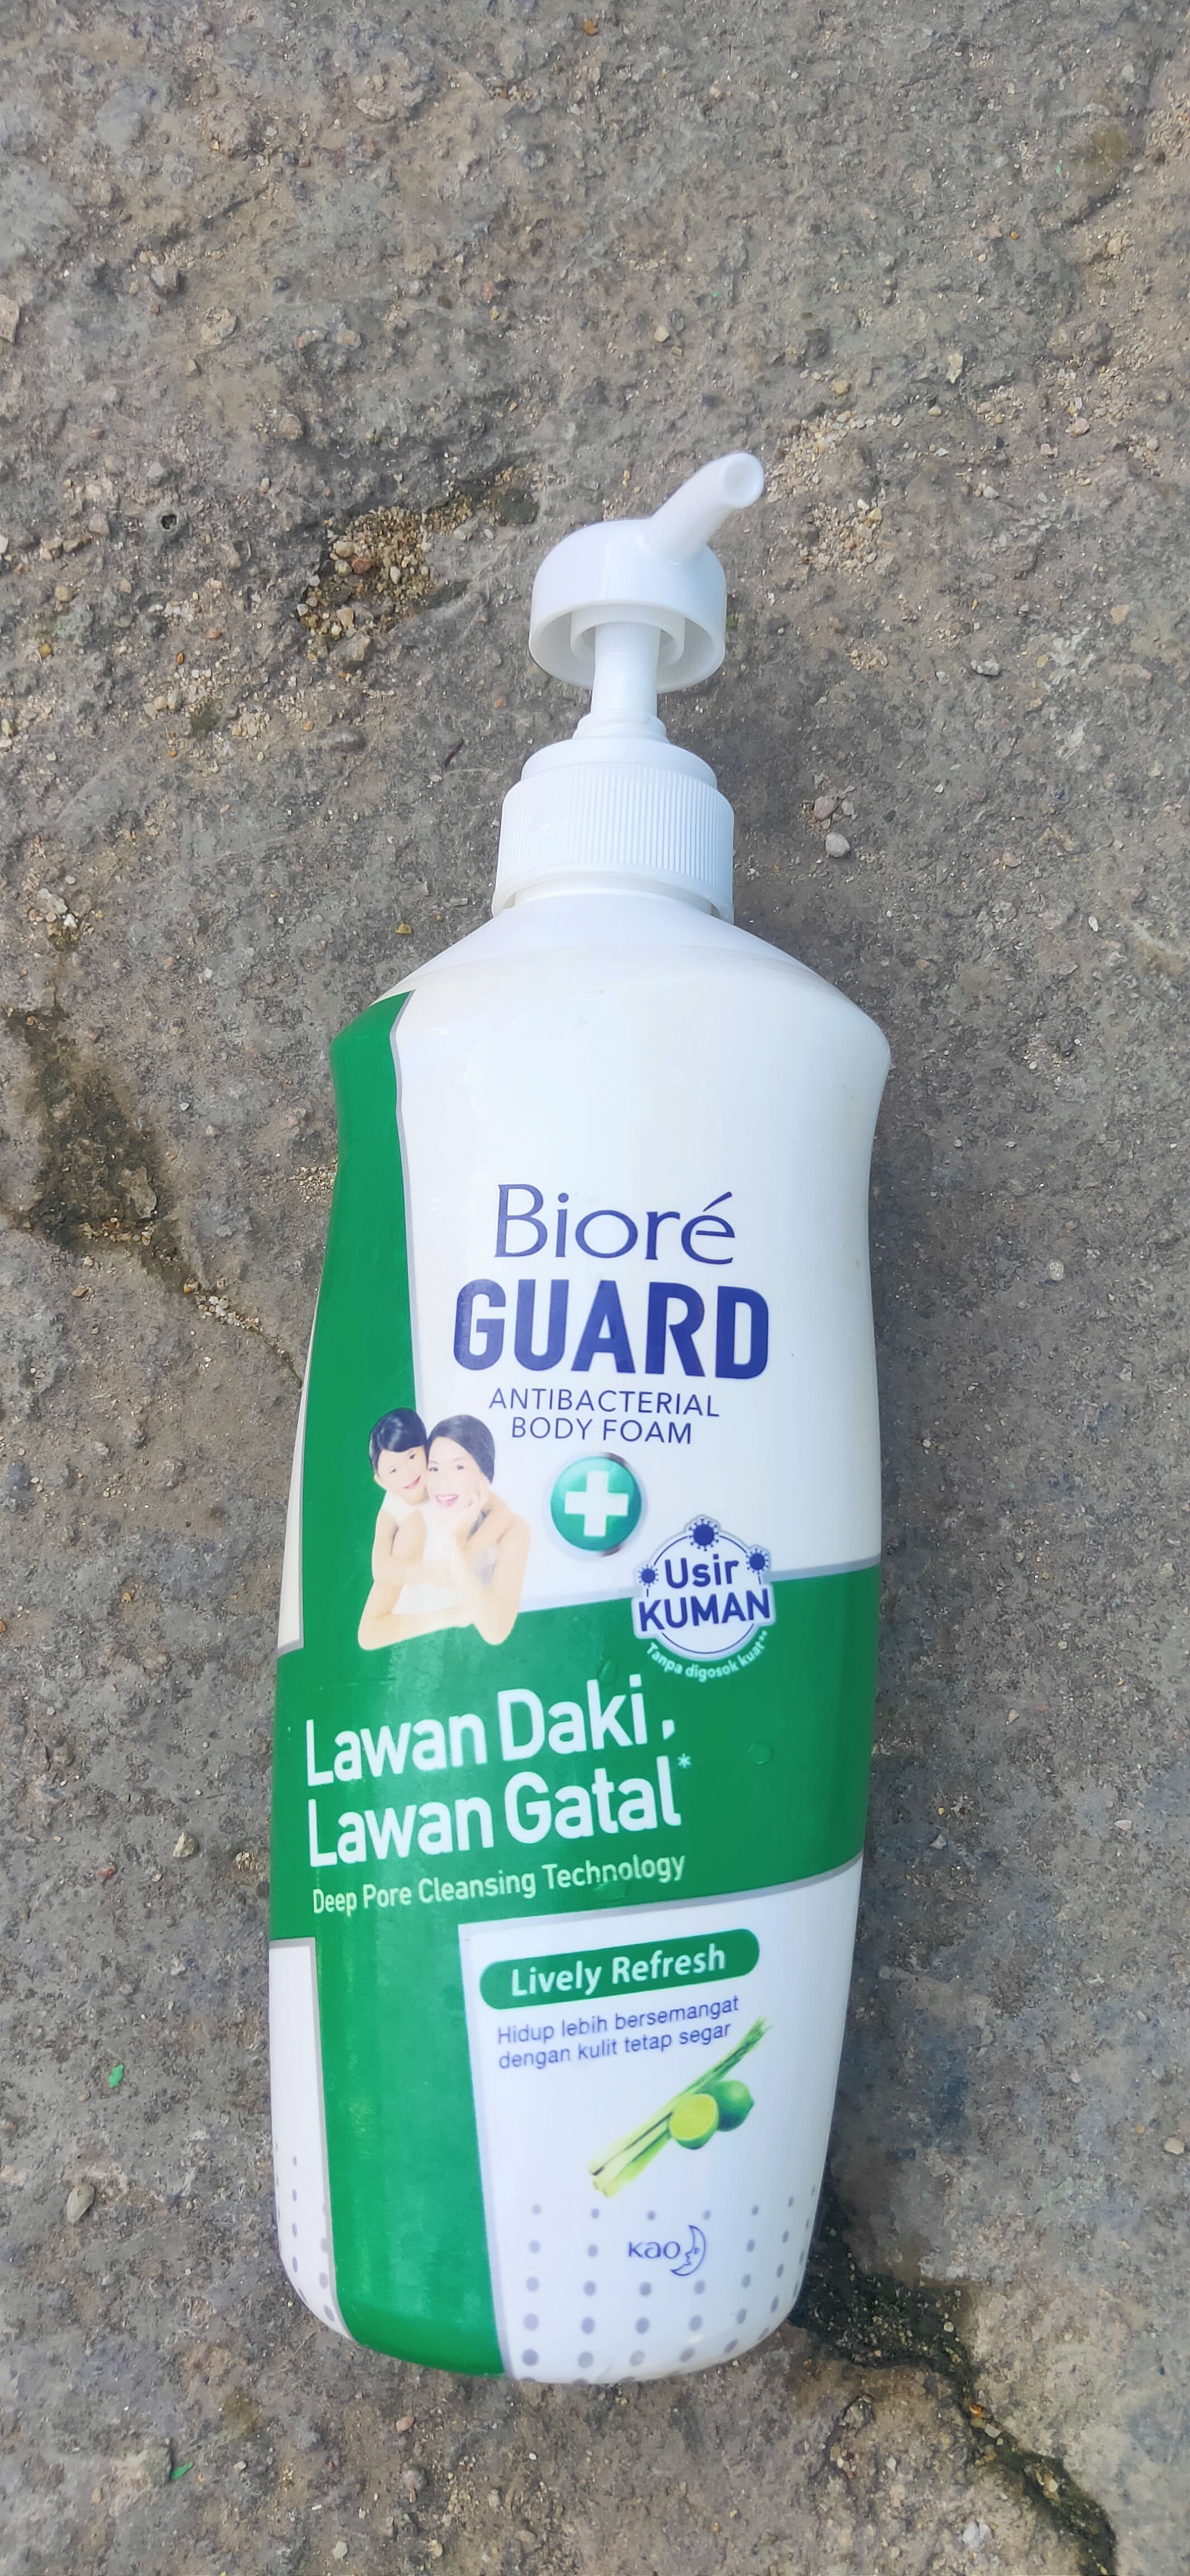 Bioré
GUARD
ANTIBACTERIAL
BODY FOAM
Usir
KUMAN
Tanpa digosok kuat**
Lawan Daki,
Lawan Gatal*
Deep Pore Cleansing Technology
Lively Refresh
Hidup lebih bersemangat
dengan kulit tetap segar
Kao